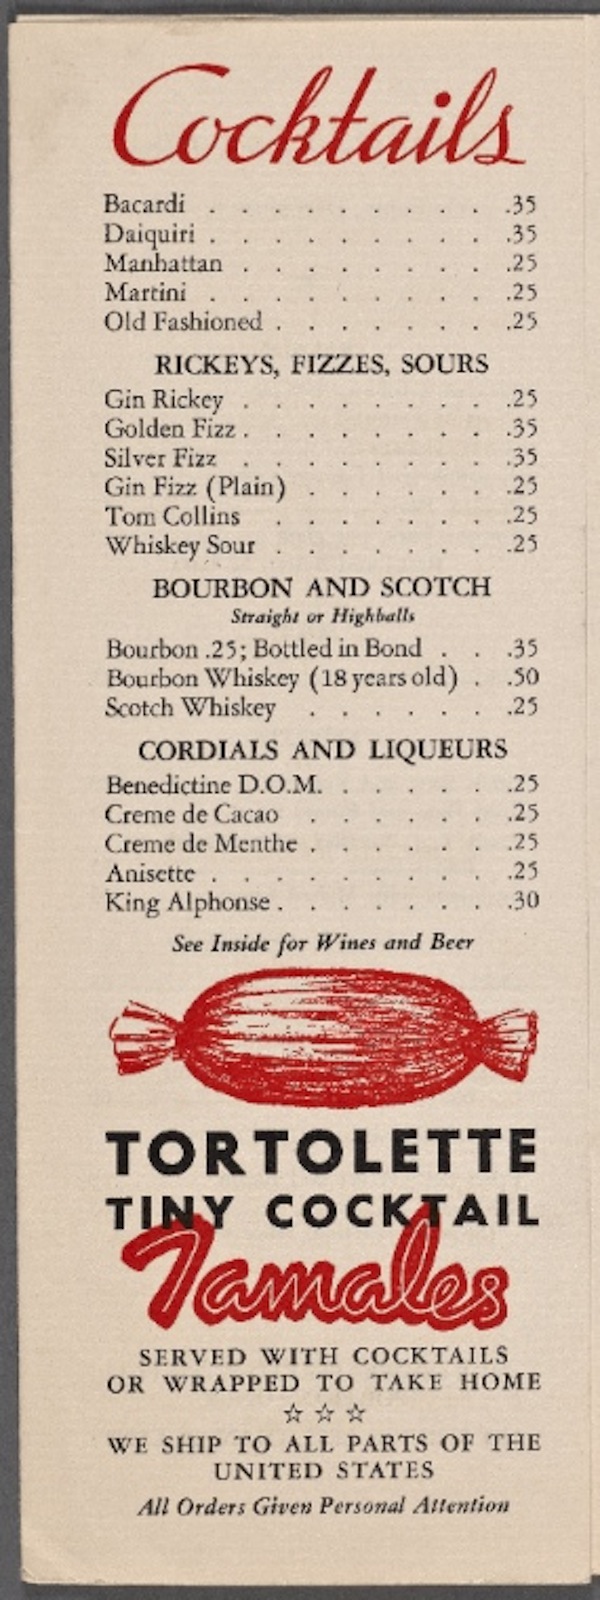 Cocktails
Bacardi . . . . . . . . . .35
Daiquiri . . . . . . . . . .35
Manhattan . . . . . . . . .25
Martini . . . . . . . . . .25
Old Fashioned . . . . . . . .25
RICKEYS, FIZZES, SOURS
Gin Rickey . . . . . . . . .25
Golden Fizz . . . . . . . . .35
Silver Fizz . . . . . . . . .35
Gin Fizz (Plain) . . . . . . .25
Tom Collins . . . . . . . .25
Whiskey Sour . . . . . . . .25
BOURBON AND SCOTCH
Straight or Highballs
Bourbon .25; Bottled in Bond . . .35
Bourbon Whiskey (18 years old) . .50
Scotch Whiskey . . . . . . .25
CORDIALS AND LIQUEURS
Benedictine D.O.M. . . . . . .25
Creme de Cacao . . . . . . .25
Creme de Menthe . . . . . . .25
Anisette . . . . . . . . . .25
King Alphonse . . . . . . . .30
See Inside for Wines and Beer
TORTOLETTE
TINY COCKTAIL
Tamales
SERVED WITH COCKTAILS
OR WRAPPED TO TAKE HOME
☆ ☆ ☆
WE SHIP TO ALL PARTS OF THE
UNITED STATES
All Orders Given Personal Attention